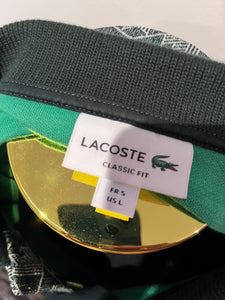 LACOSTE
CLASSIC FIT
FR 5
US L